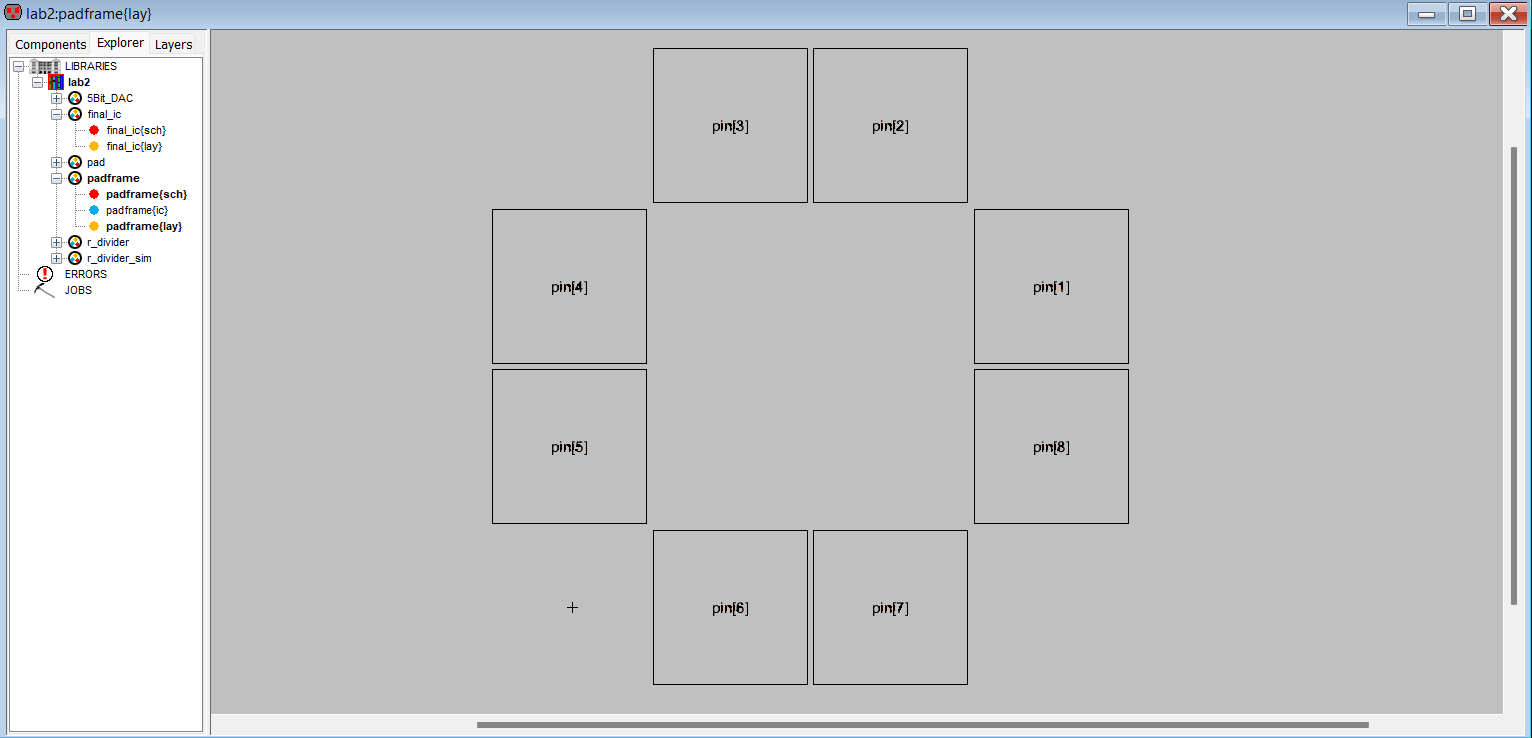 lab2:padframe{lay}
Components Explorer Layers
LIBRARIES
lab2
5Bit_DAC
final_ic
final_ic{sch}
final_ic{lay}
pad
padframe
padframe{sch}
padframe{ic}
padframe{lay}
r_divider
r_divider_sim
ERRORS
JOBS
pin[3] pin[2]
pin[4] pin[1]
pin[5] pin[8]
pin[6] pin[7]